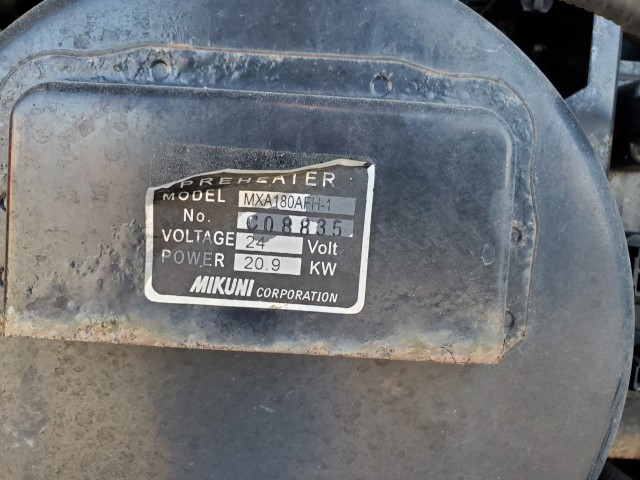 PREHEATER
MODEL MXA180AFH-1
No. C08835
VOLTAGE 24 Volt
POWER 20.9 KW
MIKUNI CORPORATION